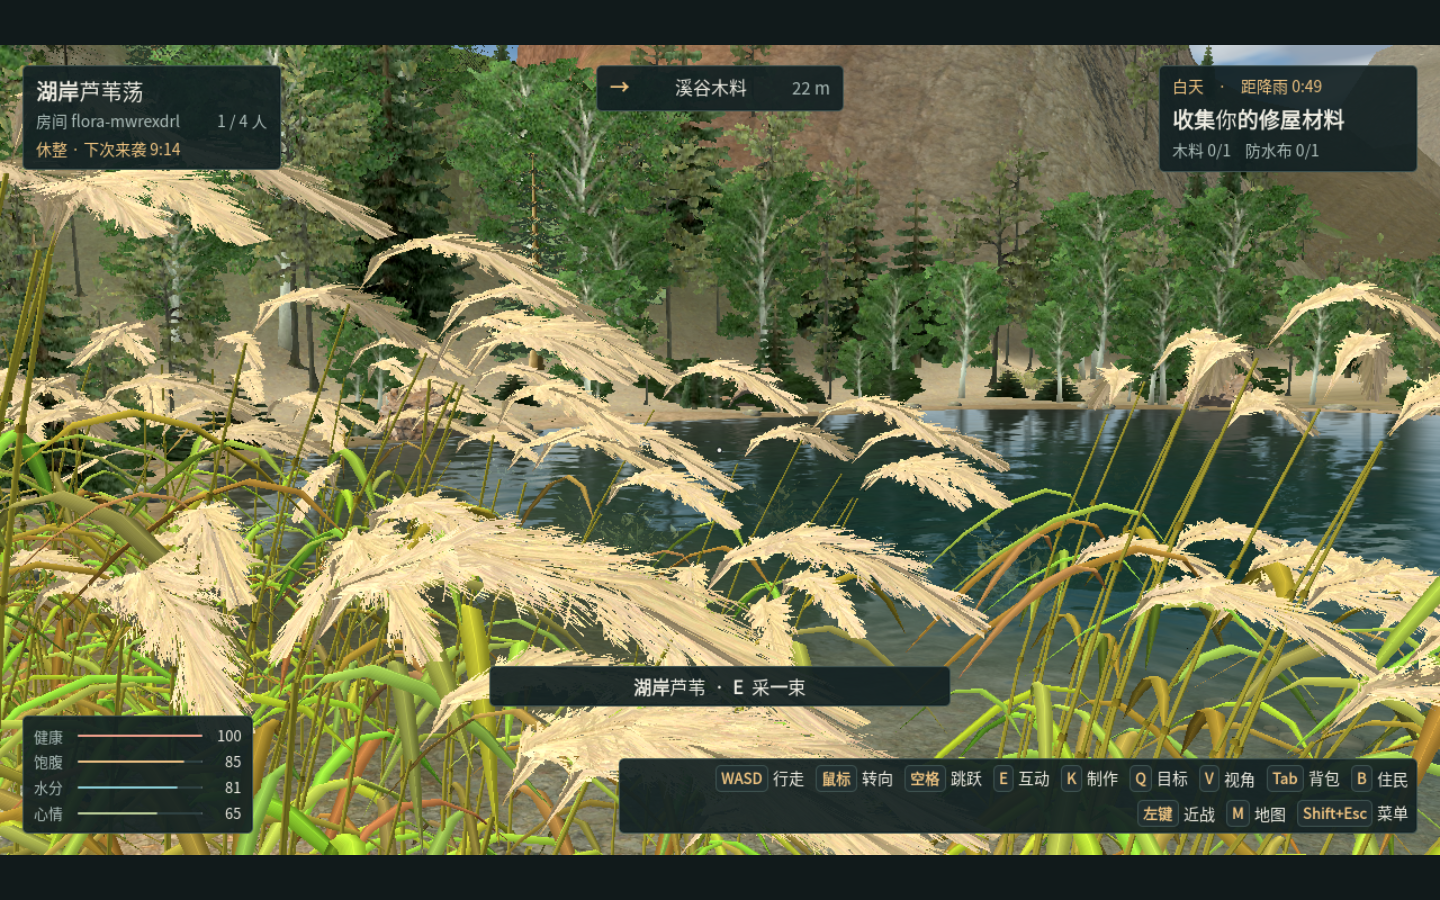 湖岸芦苇荡
房间 flora-mwrexdrl 1 / 4 人
休整 · 下次来袭 9:14
→ 溪谷木料 22 m
白天 · 距降雨 0:49
收集你的修屋材料
木料 0/1 防水布 0/1
湖岸芦苇 · E 采一束
健康 100
饱腹 85
水分 81
心情 65
WASD 行走 鼠标 转向 空格 跳跃 E 互动 K 制作 Q 目标 V 视角 Tab 背包 B 住民
左键 近战 M 地图 Shift+Esc 菜单